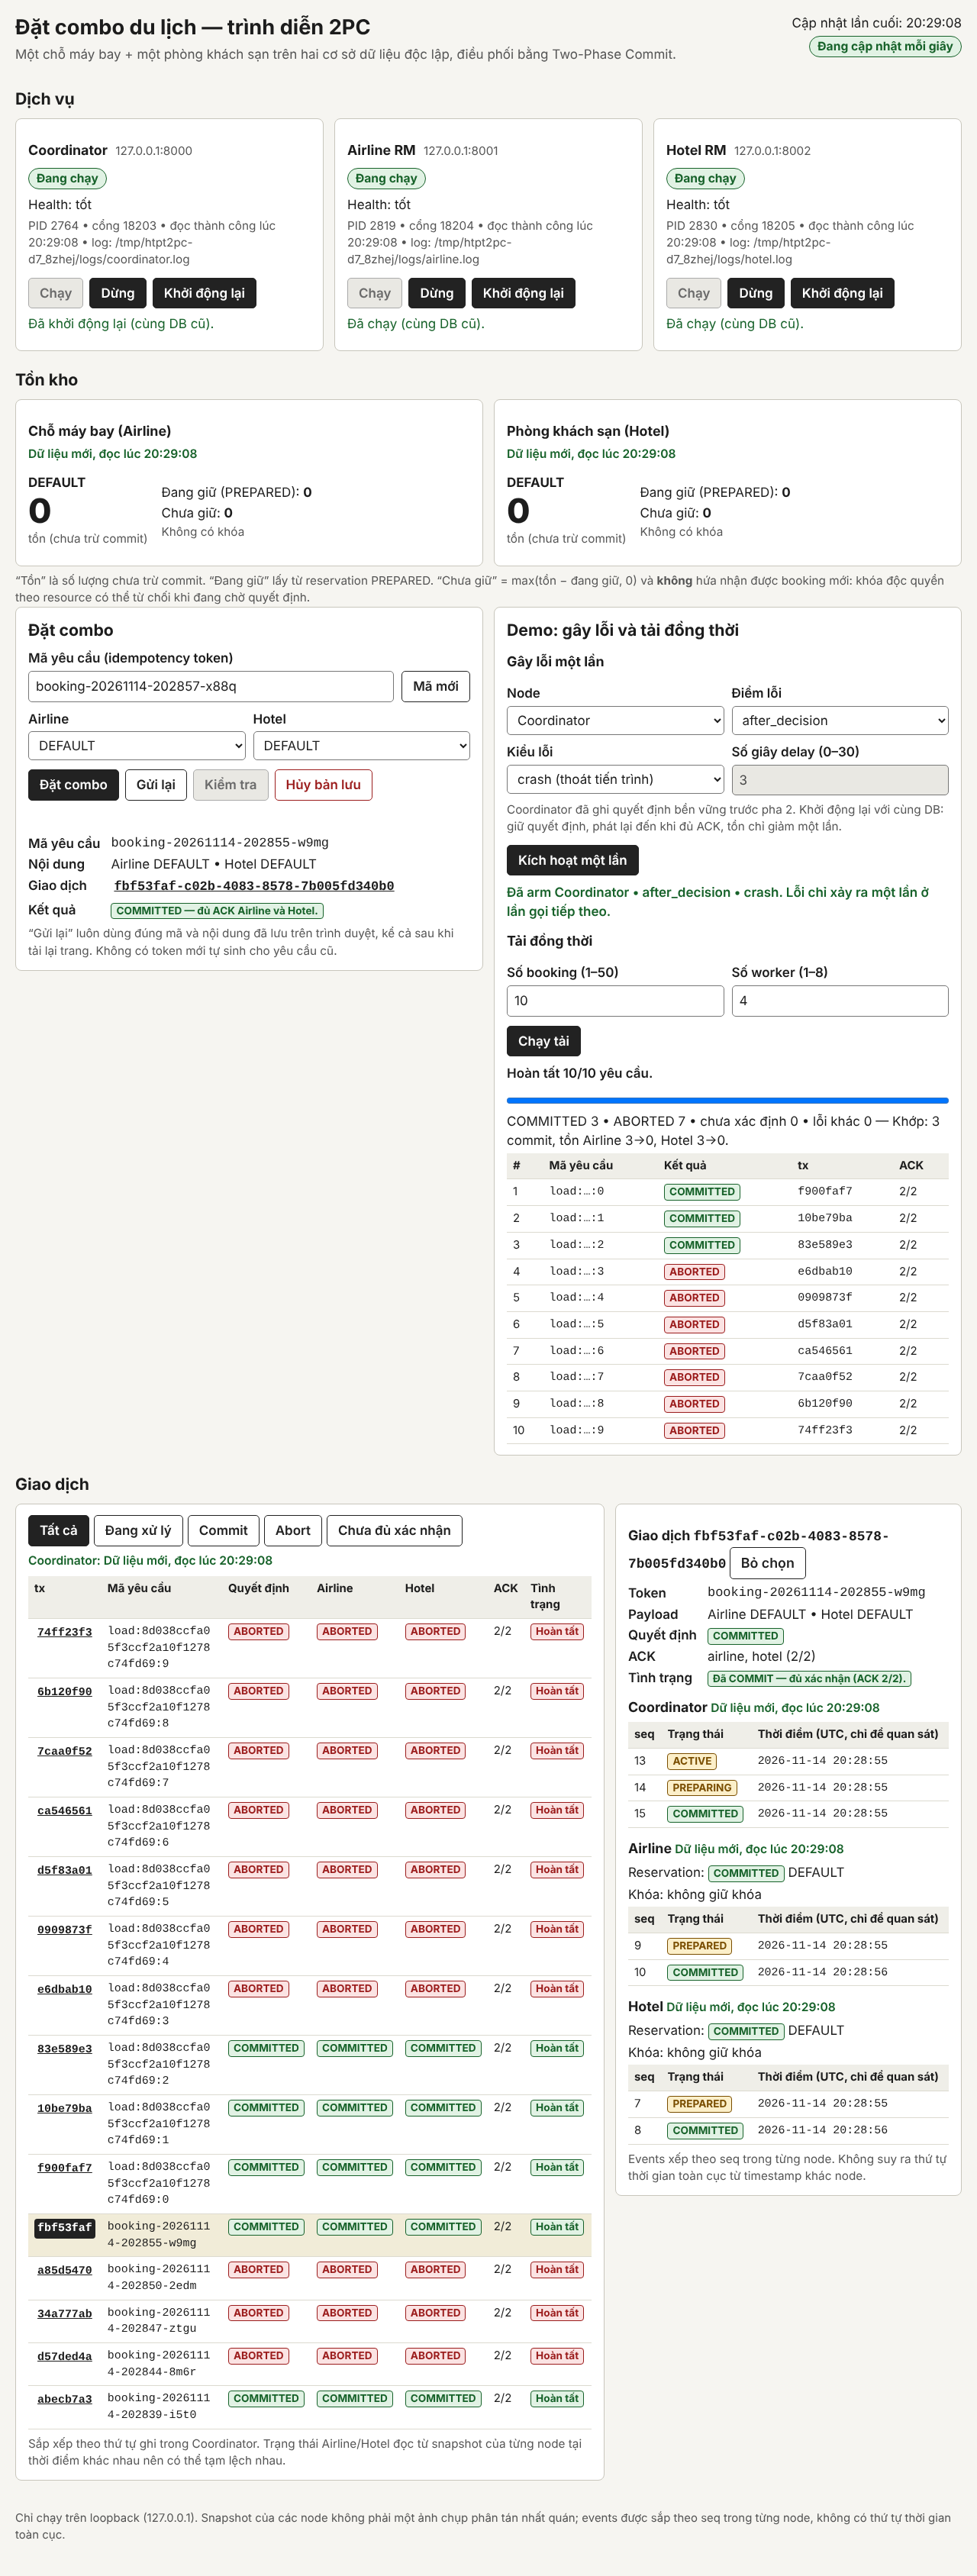 Đặt combo du lịch — trình diễn 2PC
Một chỗ máy bay + một phòng khách sạn trên hai cơ sở dữ liệu độc lập, điều phối bằng Two-Phase Commit.
Cập nhật lần cuối: 20:29:08
Đang cập nhật mỗi giây
Dịch vụ
Coordinator 127.0.0.1:8000
Đang chạy
Health: tốt
PID 2764 • cổng 18203 • đọc thành công lúc
20:29:08 • log: /tmp/htpt2pc-
d7_8zhej/logs/coordinator.log
Chạy Dừng Khởi động lại
Đã khởi động lại (cùng DB cũ).
Airline RM 127.0.0.1:8001
Đang chạy
Health: tốt
PID 2819 • cổng 18204 • đọc thành công lúc
20:29:08 • log: /tmp/htpt2pc-
d7_8zhej/logs/airline.log
Chạy Dừng Khởi động lại
Đã chạy (cùng DB cũ).
Hotel RM 127.0.0.1:8002
Đang chạy
Health: tốt
PID 2830 • cổng 18205 • đọc thành công lúc
20:29:08 • log: /tmp/htpt2pc-
d7_8zhej/logs/hotel.log
Chạy Dừng Khởi động lại
Đã chạy (cùng DB cũ).
Tồn kho
Chỗ máy bay (Airline)
Dữ liệu mới, đọc lúc 20:29:08
DEFAULT
0
tồn (chưa trừ commit)
Đang giữ (PREPARED): 0
Chưa giữ: 0
Không có khóa
Phòng khách sạn (Hotel)
Dữ liệu mới, đọc lúc 20:29:08
DEFAULT
0
tồn (chưa trừ commit)
Đang giữ (PREPARED): 0
Chưa giữ: 0
Không có khóa
“Tồn” là số lượng chưa trừ commit. “Đang giữ” lấy từ reservation PREPARED. “Chưa giữ” = max(tồn − đang giữ, 0) và không hứa nhận được booking mới: khóa độc quyền
theo resource có thể từ chối khi đang chờ quyết định.
Đặt combo
Mã yêu cầu (idempotency token)
booking-20261114-202857-x88q Mã mới
Airline Hotel
DEFAULT DEFAULT
Đặt combo Gửi lại Kiểm tra Hủy bản lưu
Mã yêu cầu booking-20261114-202855-w9mg
Nội dung Airline DEFAULT • Hotel DEFAULT
Giao dịch fbf53faf-c02b-4083-8578-7b005fd340b0
Kết quả COMMITTED — đủ ACK Airline và Hotel.
“Gửi lại” luôn dùng đúng mã và nội dung đã lưu trên trình duyệt, kể cả sau khi
tải lại trang. Không có token mới tự sinh cho yêu cầu cũ.
Demo: gây lỗi và tải đồng thời
Gây lỗi một lần
Node Điểm lỗi
Coordinator after_decision
Kiểu lỗi Số giây delay (0–30)
crash (thoát tiến trình) 3
Coordinator đã ghi quyết định bền vững trước pha 2. Khởi động lại với cùng DB:
giữ quyết định, phát lại đến khi đủ ACK, tồn chỉ giảm một lần.
Kích hoạt một lần
Đã arm Coordinator • after_decision • crash. Lỗi chỉ xảy ra một lần ở
lần gọi tiếp theo.
Tải đồng thời
Số booking (1–50) Số worker (1–8)
10 4
Chạy tải
Hoàn tất 10/10 yêu cầu.
COMMITTED 3 • ABORTED 7 • chưa xác định 0 • lỗi khác 0 — Khớp: 3
commit, tồn Airline 3→0, Hotel 3→0.
# Mã yêu cầu Kết quả tx ACK
1 load:…:0 COMMITTED f900faf7 2/2
2 load:…:1 COMMITTED 10be79ba 2/2
3 load:…:2 COMMITTED 83e589e3 2/2
4 load:…:3 ABORTED e6dbab10 2/2
5 load:…:4 ABORTED 0909873f 2/2
6 load:…:5 ABORTED d5f83a01 2/2
7 load:…:6 ABORTED ca546561 2/2
8 load:…:7 ABORTED 7caa0f52 2/2
9 load:…:8 ABORTED 6b120f90 2/2
10 load:…:9 ABORTED 74ff23f3 2/2
Giao dịch
Tất cả Đang xử lý Commit Abort Chưa đủ xác nhận
Coordinator: Dữ liệu mới, đọc lúc 20:29:08
tx Mã yêu cầu Quyết định Airline Hotel ACK Tình
trạng
74ff23f3 load:8d038ccfa0 ABORTED ABORTED ABORTED 2/2 Hoàn tất
5f3ccf2a10f1278
c74fd69:9
6b120f90 load:8d038ccfa0 ABORTED ABORTED ABORTED 2/2 Hoàn tất
5f3ccf2a10f1278
c74fd69:8
7caa0f52 load:8d038ccfa0 ABORTED ABORTED ABORTED 2/2 Hoàn tất
5f3ccf2a10f1278
c74fd69:7
ca546561 load:8d038ccfa0 ABORTED ABORTED ABORTED 2/2 Hoàn tất
5f3ccf2a10f1278
c74fd69:6
d5f83a01 load:8d038ccfa0 ABORTED ABORTED ABORTED 2/2 Hoàn tất
5f3ccf2a10f1278
c74fd69:5
0909873f load:8d038ccfa0 ABORTED ABORTED ABORTED 2/2 Hoàn tất
5f3ccf2a10f1278
c74fd69:4
e6dbab10 load:8d038ccfa0 ABORTED ABORTED ABORTED 2/2 Hoàn tất
5f3ccf2a10f1278
c74fd69:3
83e589e3 load:8d038ccfa0 COMMITTED COMMITTED COMMITTED 2/2 Hoàn tất
5f3ccf2a10f1278
c74fd69:2
10be79ba load:8d038ccfa0 COMMITTED COMMITTED COMMITTED 2/2 Hoàn tất
5f3ccf2a10f1278
c74fd69:1
f900faf7 load:8d038ccfa0 COMMITTED COMMITTED COMMITTED 2/2 Hoàn tất
5f3ccf2a10f1278
c74fd69:0
fbf53faf booking-2026111 COMMITTED COMMITTED COMMITTED 2/2 Hoàn tất
4-202855-w9mg
a85d5470 booking-2026111 ABORTED ABORTED ABORTED 2/2 Hoàn tất
4-202850-2edm
34a777ab booking-2026111 ABORTED ABORTED ABORTED 2/2 Hoàn tất
4-202847-ztgu
d57ded4a booking-2026111 ABORTED ABORTED ABORTED 2/2 Hoàn tất
4-202844-8m6r
abecb7a3 booking-2026111 COMMITTED COMMITTED COMMITTED 2/2 Hoàn tất
4-202839-i5t0
Sắp xếp theo thứ tự ghi trong Coordinator. Trạng thái Airline/Hotel đọc từ snapshot của từng node tại
thời điểm khác nhau nên có thể tạm lệch nhau.
Giao dịch fbf53faf-c02b-4083-8578-
7b005fd340b0 Bỏ chọn
Token booking-20261114-202855-w9mg
Payload Airline DEFAULT • Hotel DEFAULT
Quyết định COMMITTED
ACK airline, hotel (2/2)
Tình trạng Đã COMMIT — đủ xác nhận (ACK 2/2).
Coordinator Dữ liệu mới, đọc lúc 20:29:08
seq Trạng thái Thời điểm (UTC, chỉ để quan sát)
13 ACTIVE 2026-11-14 20:28:55
14 PREPARING 2026-11-14 20:28:55
15 COMMITTED 2026-11-14 20:28:55
Airline Dữ liệu mới, đọc lúc 20:29:08
Reservation: COMMITTED DEFAULT
Khóa: không giữ khóa
seq Trạng thái Thời điểm (UTC, chỉ để quan sát)
9 PREPARED 2026-11-14 20:28:55
10 COMMITTED 2026-11-14 20:28:56
Hotel Dữ liệu mới, đọc lúc 20:29:08
Reservation: COMMITTED DEFAULT
Khóa: không giữ khóa
seq Trạng thái Thời điểm (UTC, chỉ để quan sát)
7 PREPARED 2026-11-14 20:28:55
8 COMMITTED 2026-11-14 20:28:56
Events xếp theo seq trong từng node. Không suy ra thứ tự
thời gian toàn cục từ timestamp khác node.
Chỉ chạy trên loopback (127.0.0.1). Snapshot của các node không phải một ảnh chụp phân tán nhất quán; events được sắp theo seq trong từng node, không có thứ tự thời gian
toàn cục.